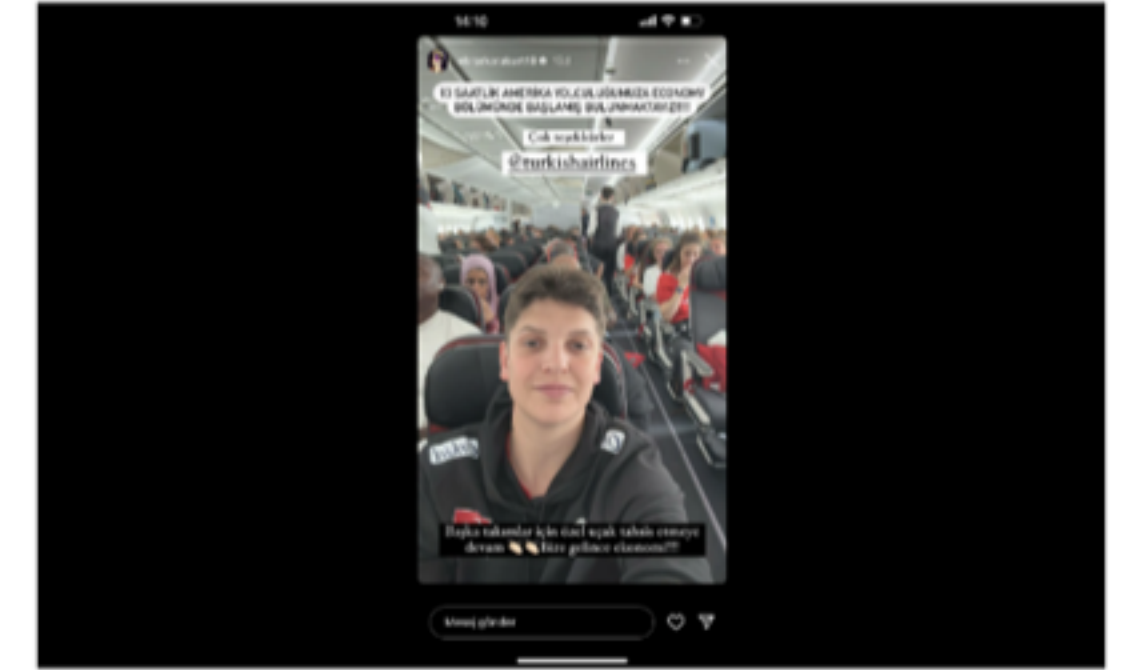 14:10
13 SAATLİK AMERİKA YOLCULUĞUMUZA ECONOMY
BÖLÜMÜNDE BAŞLAMIŞ BULUNMAKTAYIZ!!!!
Çok teşekkürler
@turkishairlines
Başka takımlar için özel uçak tahsis etmeye
devam 👏🏻👏🏻Bize gelince ekonomi!!!!
Mesaj gönder